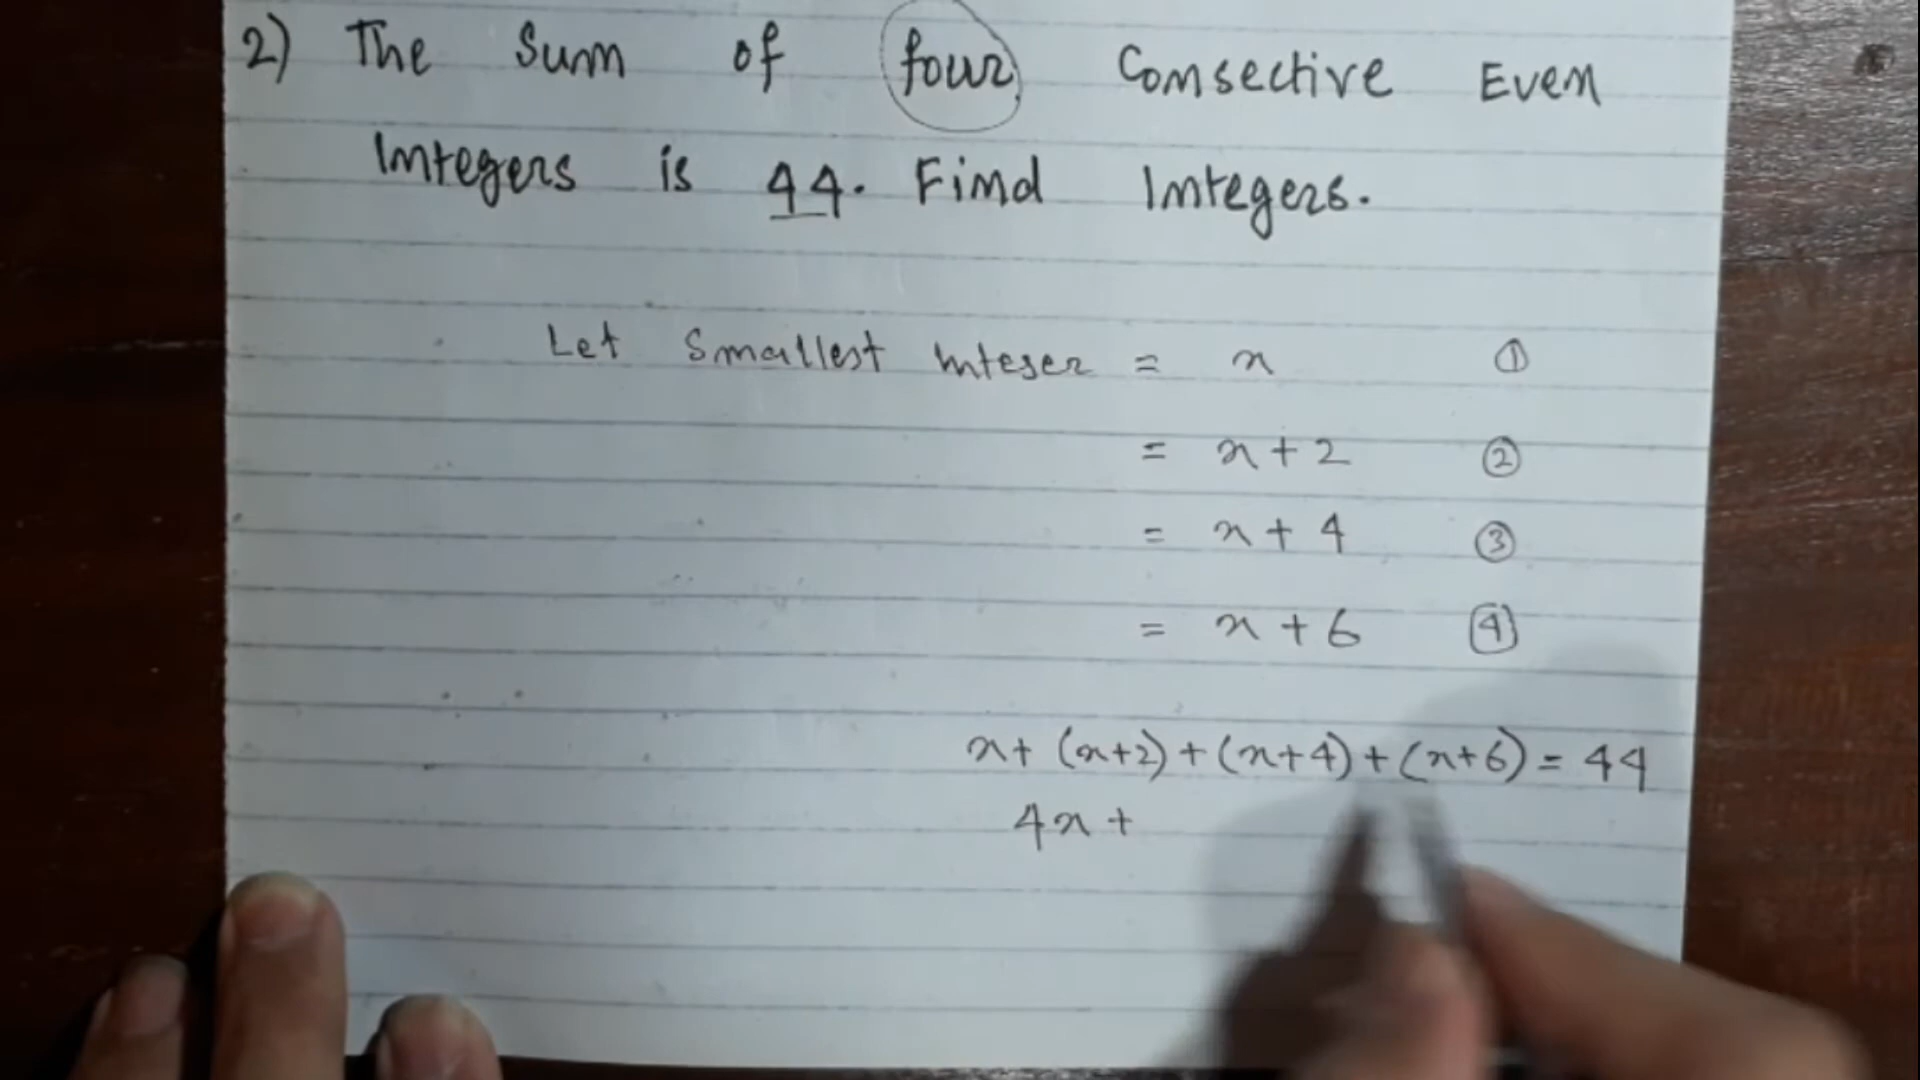 2) The Sum of four Consective Even
Integers is 44. Find Integers.
Let Smallest Integer = x ①
= x+2 ②
= x+4 ③
= x+6 ④
x+ (x+2) + (x+4) + (x+6) = 44
4x +